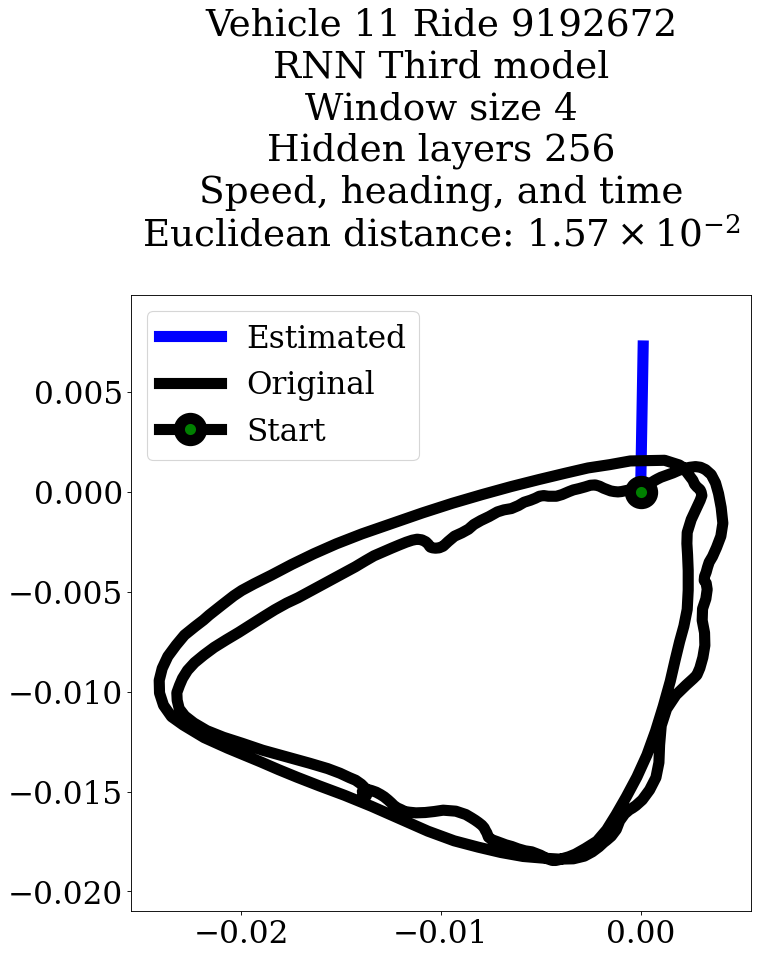 Vehicle 11 Ride 9192672
RNN Third model
Window size 4
Hidden layers 256
Speed, heading, and time
Euclidean distance: 1.57 × 10⁻²
Estimated
Original
Start
0.005
0.000
−0.005
−0.010
−0.015
−0.020
−0.02
−0.01
0.00